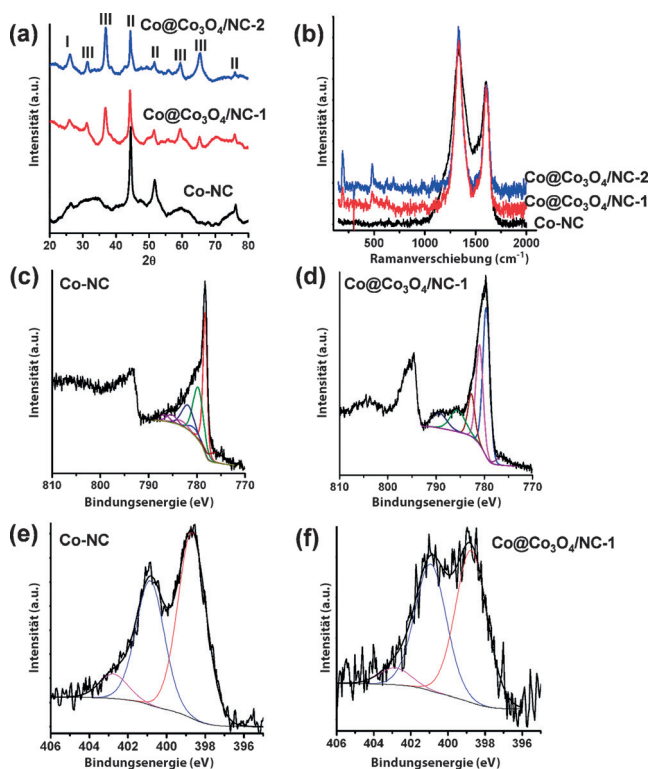 (a)
Co@Co₃O₄/NC-2
I
III
III
II
II
III
III
II
Co@Co₃O₄/NC-1
Co-NC
Intensität (a.u.)
20 30 40 50 60 70 80
2θ
(b)
Co@Co₃O₄/NC-2
Co@Co₃O₄/NC-1
Co-NC
Intensität (a.u.)
500 1000 1500 2000
Ramanverschiebung (cm⁻¹)
(c)
Co-NC
Intensität (a.u.)
810 800 790 780 770
Bindungsenergie (eV)
(d)
Co@Co₃O₄/NC-1
Intensität (a.u.)
810 800 790 780 770
Bindungsenergie (eV)
(e)
Co-NC
Intensität (a.u.)
406 404 402 400 398 396
Bindungsenergie (eV)
(f)
Co@Co₃O₄/NC-1
Intensität (a.u.)
406 404 402 400 398 396
Bindungsenergie (eV)